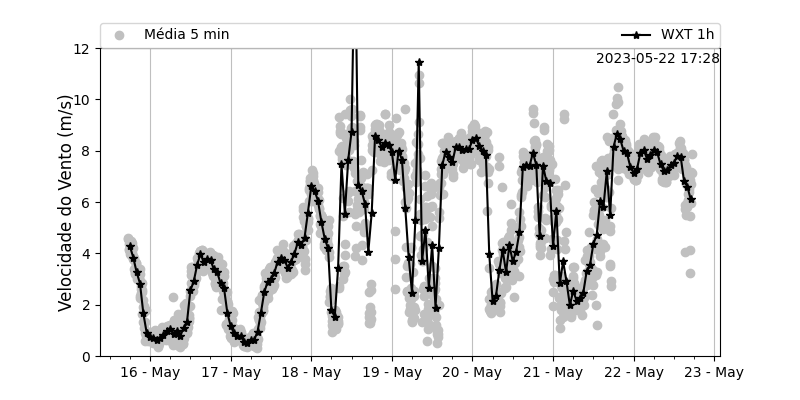 Média 5 min
WXT 1h
2023-05-22 17:28
Velocidade do Vento (m/s)
12
10
8
6
4
2
0
16 - May 17 - May 18 - May 19 - May 20 - May 21 - May 22 - May 23 - May